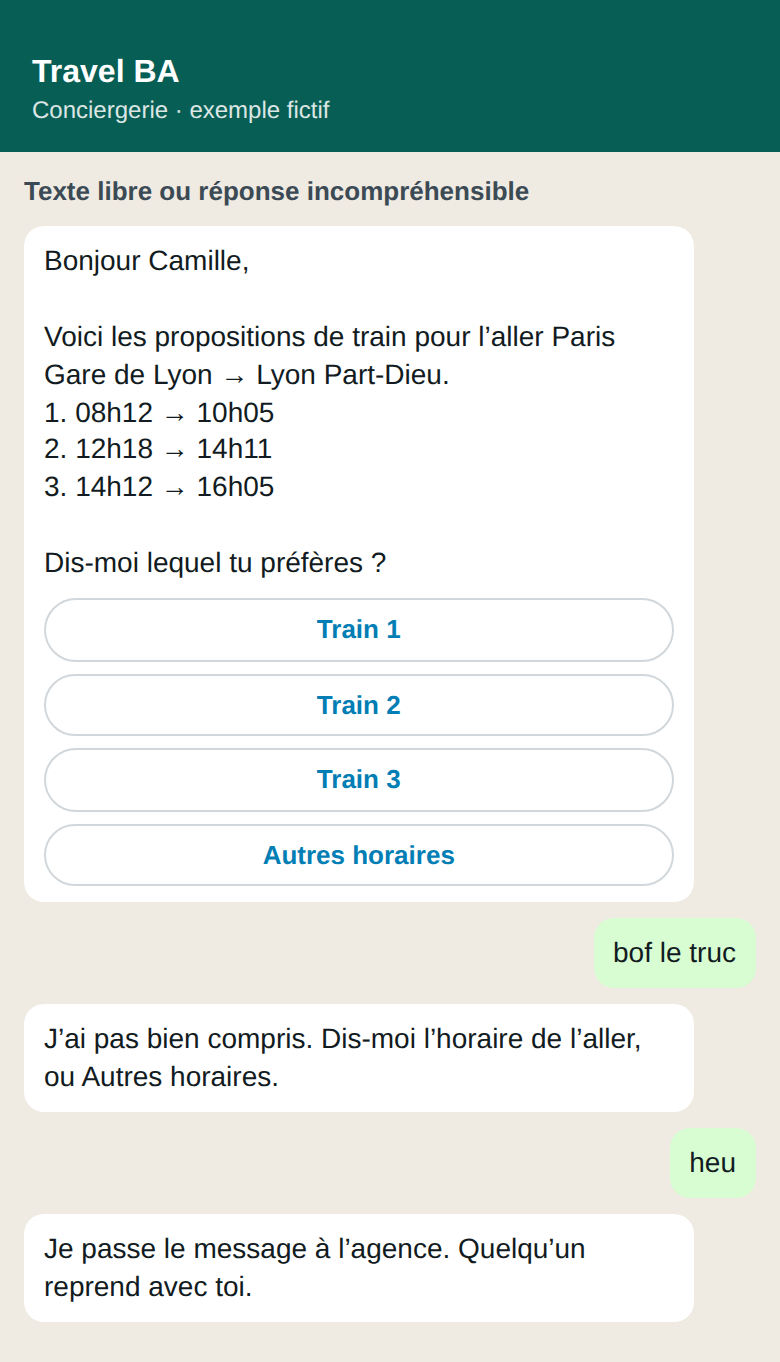 Travel BA
Conciergerie · exemple fictif
Texte libre ou réponse incompréhensible
Bonjour Camille,
Voici les propositions de train pour l’aller Paris
Gare de Lyon → Lyon Part-Dieu.
1. 08h12 → 10h05
2. 12h18 → 14h11
3. 14h12 → 16h05
Dis-moi lequel tu préfères ?
Train 1
Train 2
Train 3
Autres horaires
bof le truc
J’ai pas bien compris. Dis-moi l’horaire de l’aller,
ou Autres horaires.
heu
Je passe le message à l’agence. Quelqu’un
reprend avec toi.